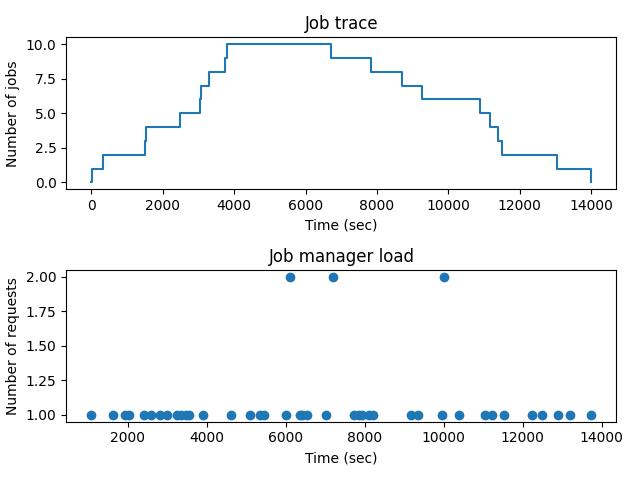 Job trace
10.0
7.5
5.0
2.5
0.0
Number of jobs
0 2000 4000 6000 8000 10000 12000 14000
Time (sec)
Job manager load
2.00
1.75
1.50
1.25
1.00
Number of requests
2000 4000 6000 8000 10000 12000 14000
Time (sec)